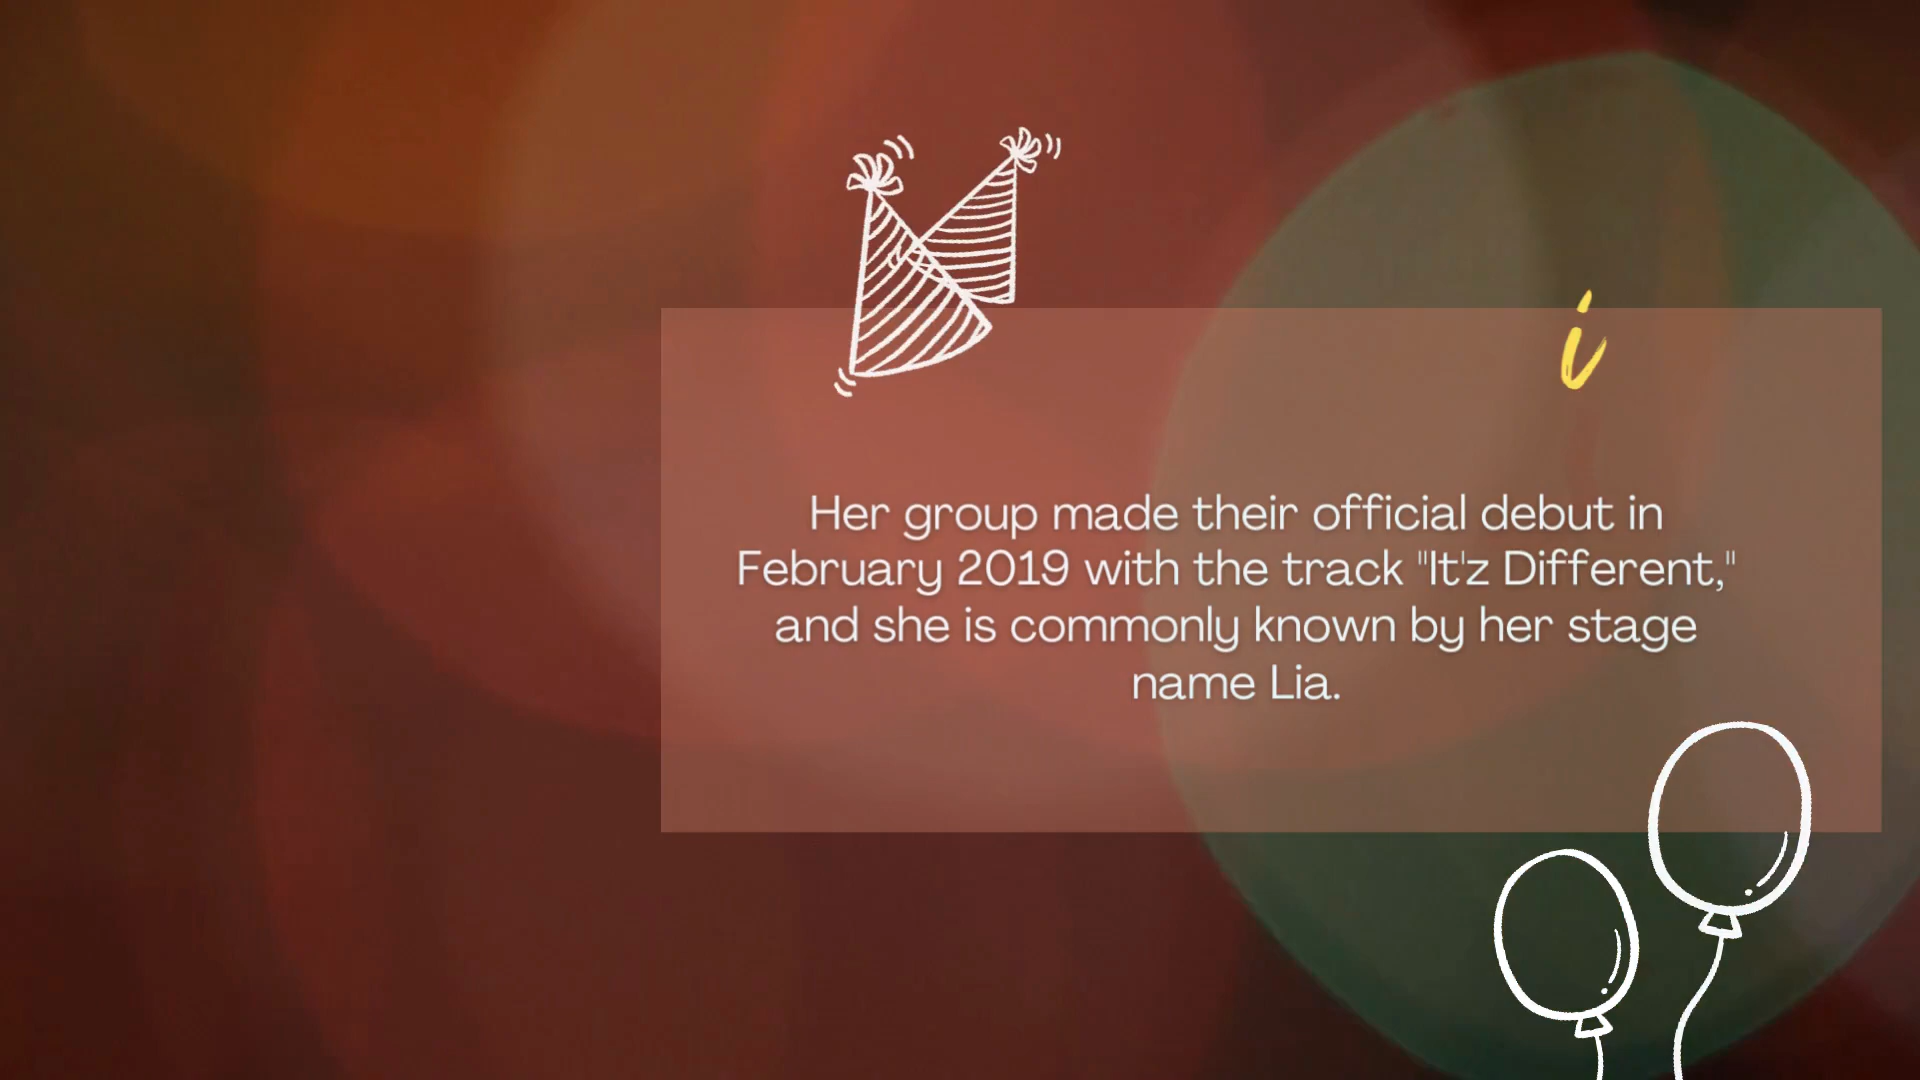 i
Her group made their official debut in
February 2019 with the track "It'z Different,"
and she is commonly known by her stage
name Lia.